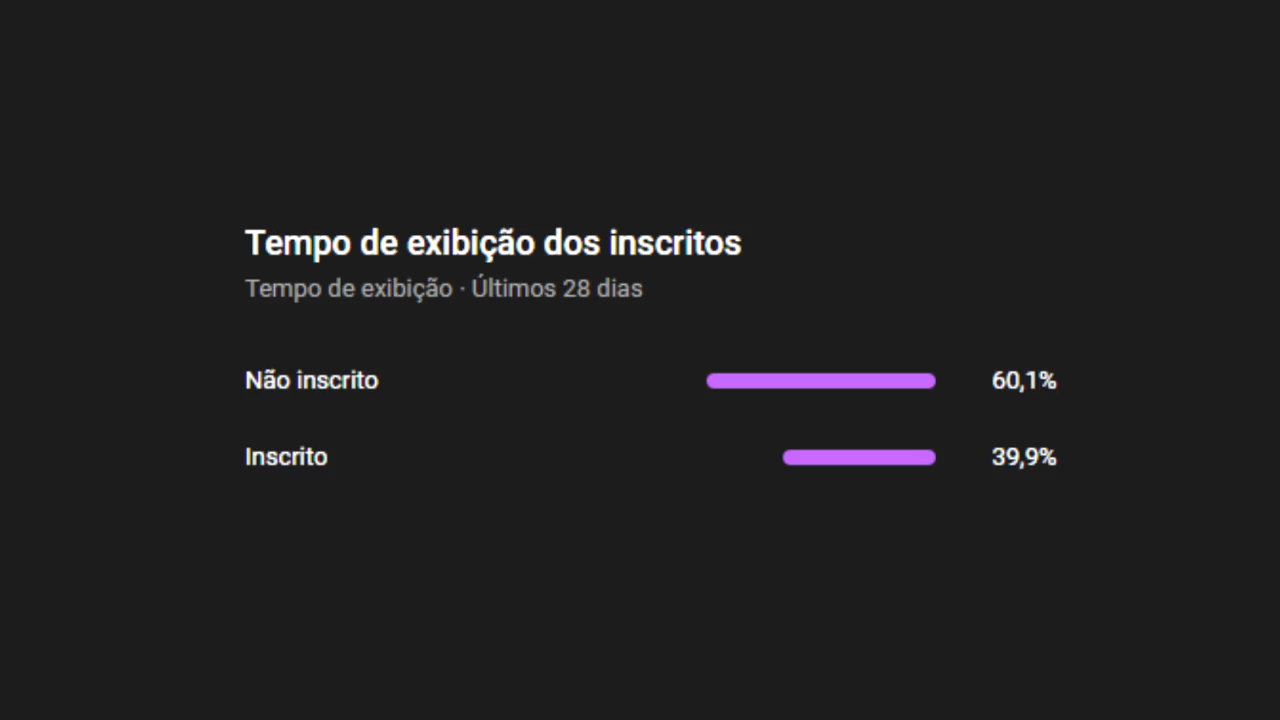 Tempo de exibição dos inscritos
Tempo de exibição · Últimos 28 dias
Não inscrito 60,1%
Inscrito 39,9%